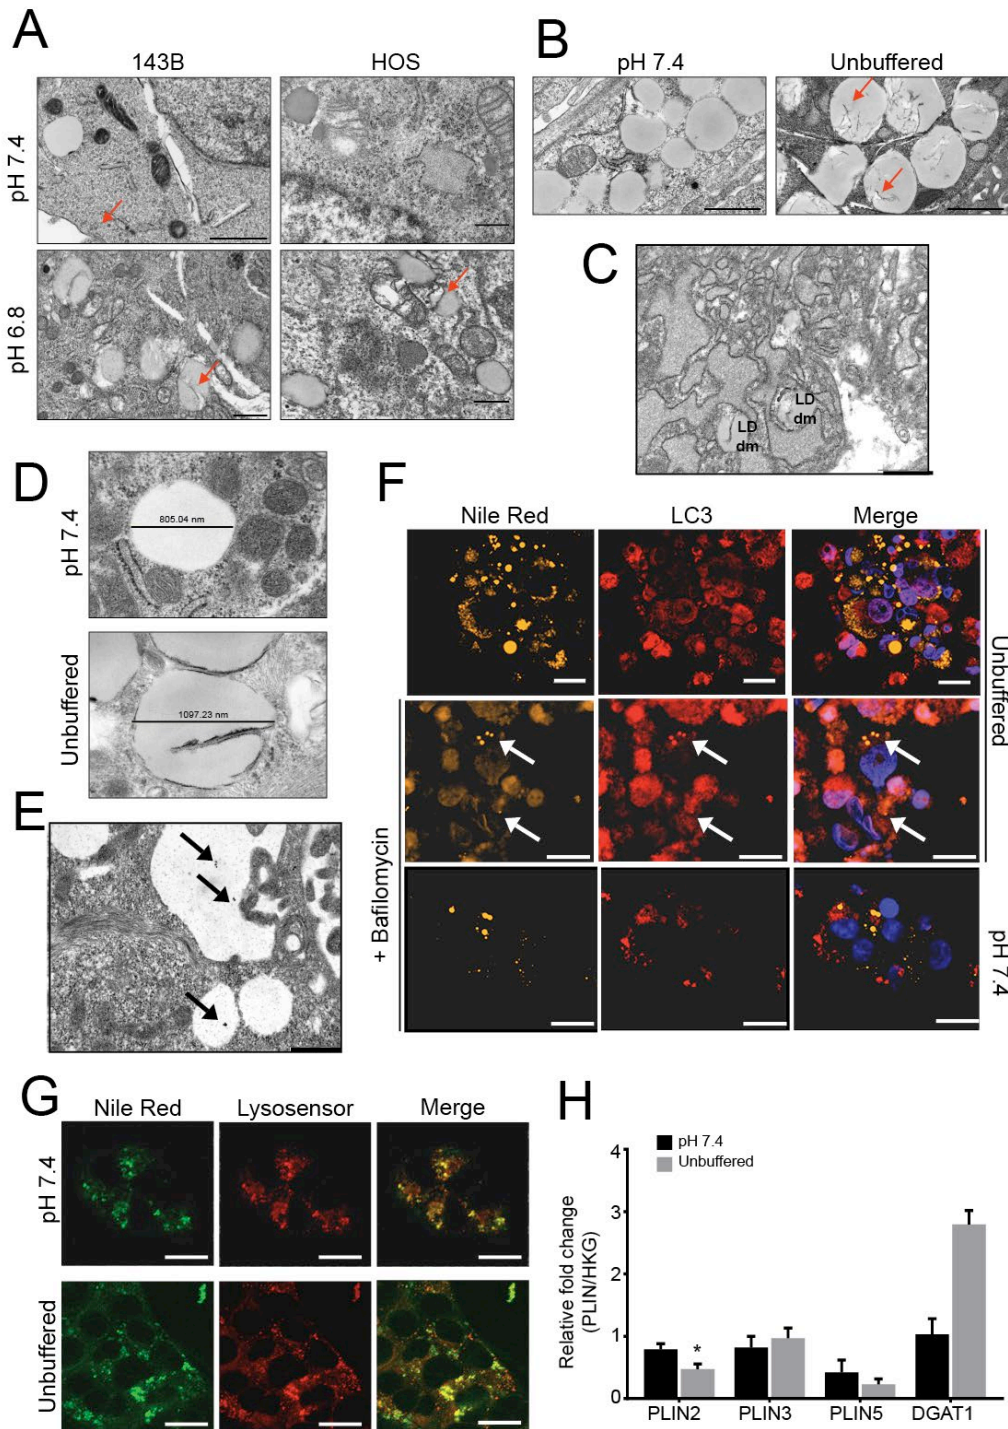 A
143B
HOS
pH 7.4
pH 6.8
B
pH 7.4
Unbuffered
C
LD
dm
LD
dm
D
pH 7.4
805.04 nm
Unbuffered
1097.23 nm
E
F
Nile Red
LC3
Merge
Unbuffered
+ Bafilomycin
pH 7.4
G
Nile Red
Lysosensor
Merge
pH 7.4
Unbuffered
H
pH 7.4
Unbuffered
Relative fold change
(PLIN/HKG)
4
3
2
1
0
*
PLIN2
PLIN3
PLIN5
DGAT1